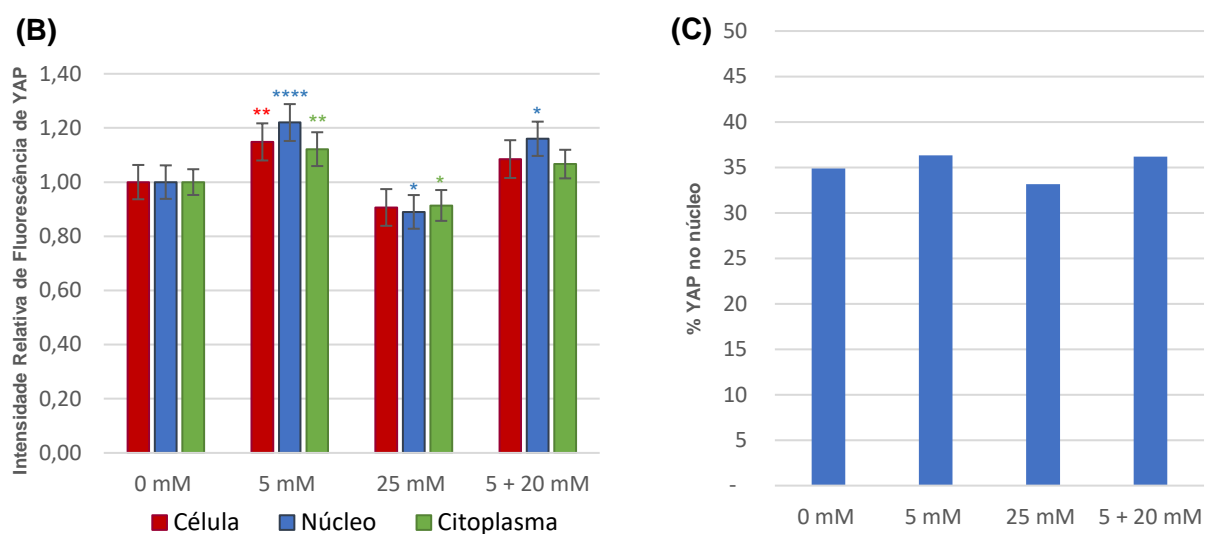 (B)
Intensidade Relativa de Fluorescência de YAP
1,40
1,20
1,00
0,80
0,60
0,40
0,20
0,00
** **** **
* *
*
0 mM 5 mM 25 mM 5 + 20 mM
Célula Núcleo Citoplasma
(C)
% YAP no núcleo
50
45
40
35
30
25
20
15
10
5
-
0 mM 5 mM 25 mM 5 + 20 mM